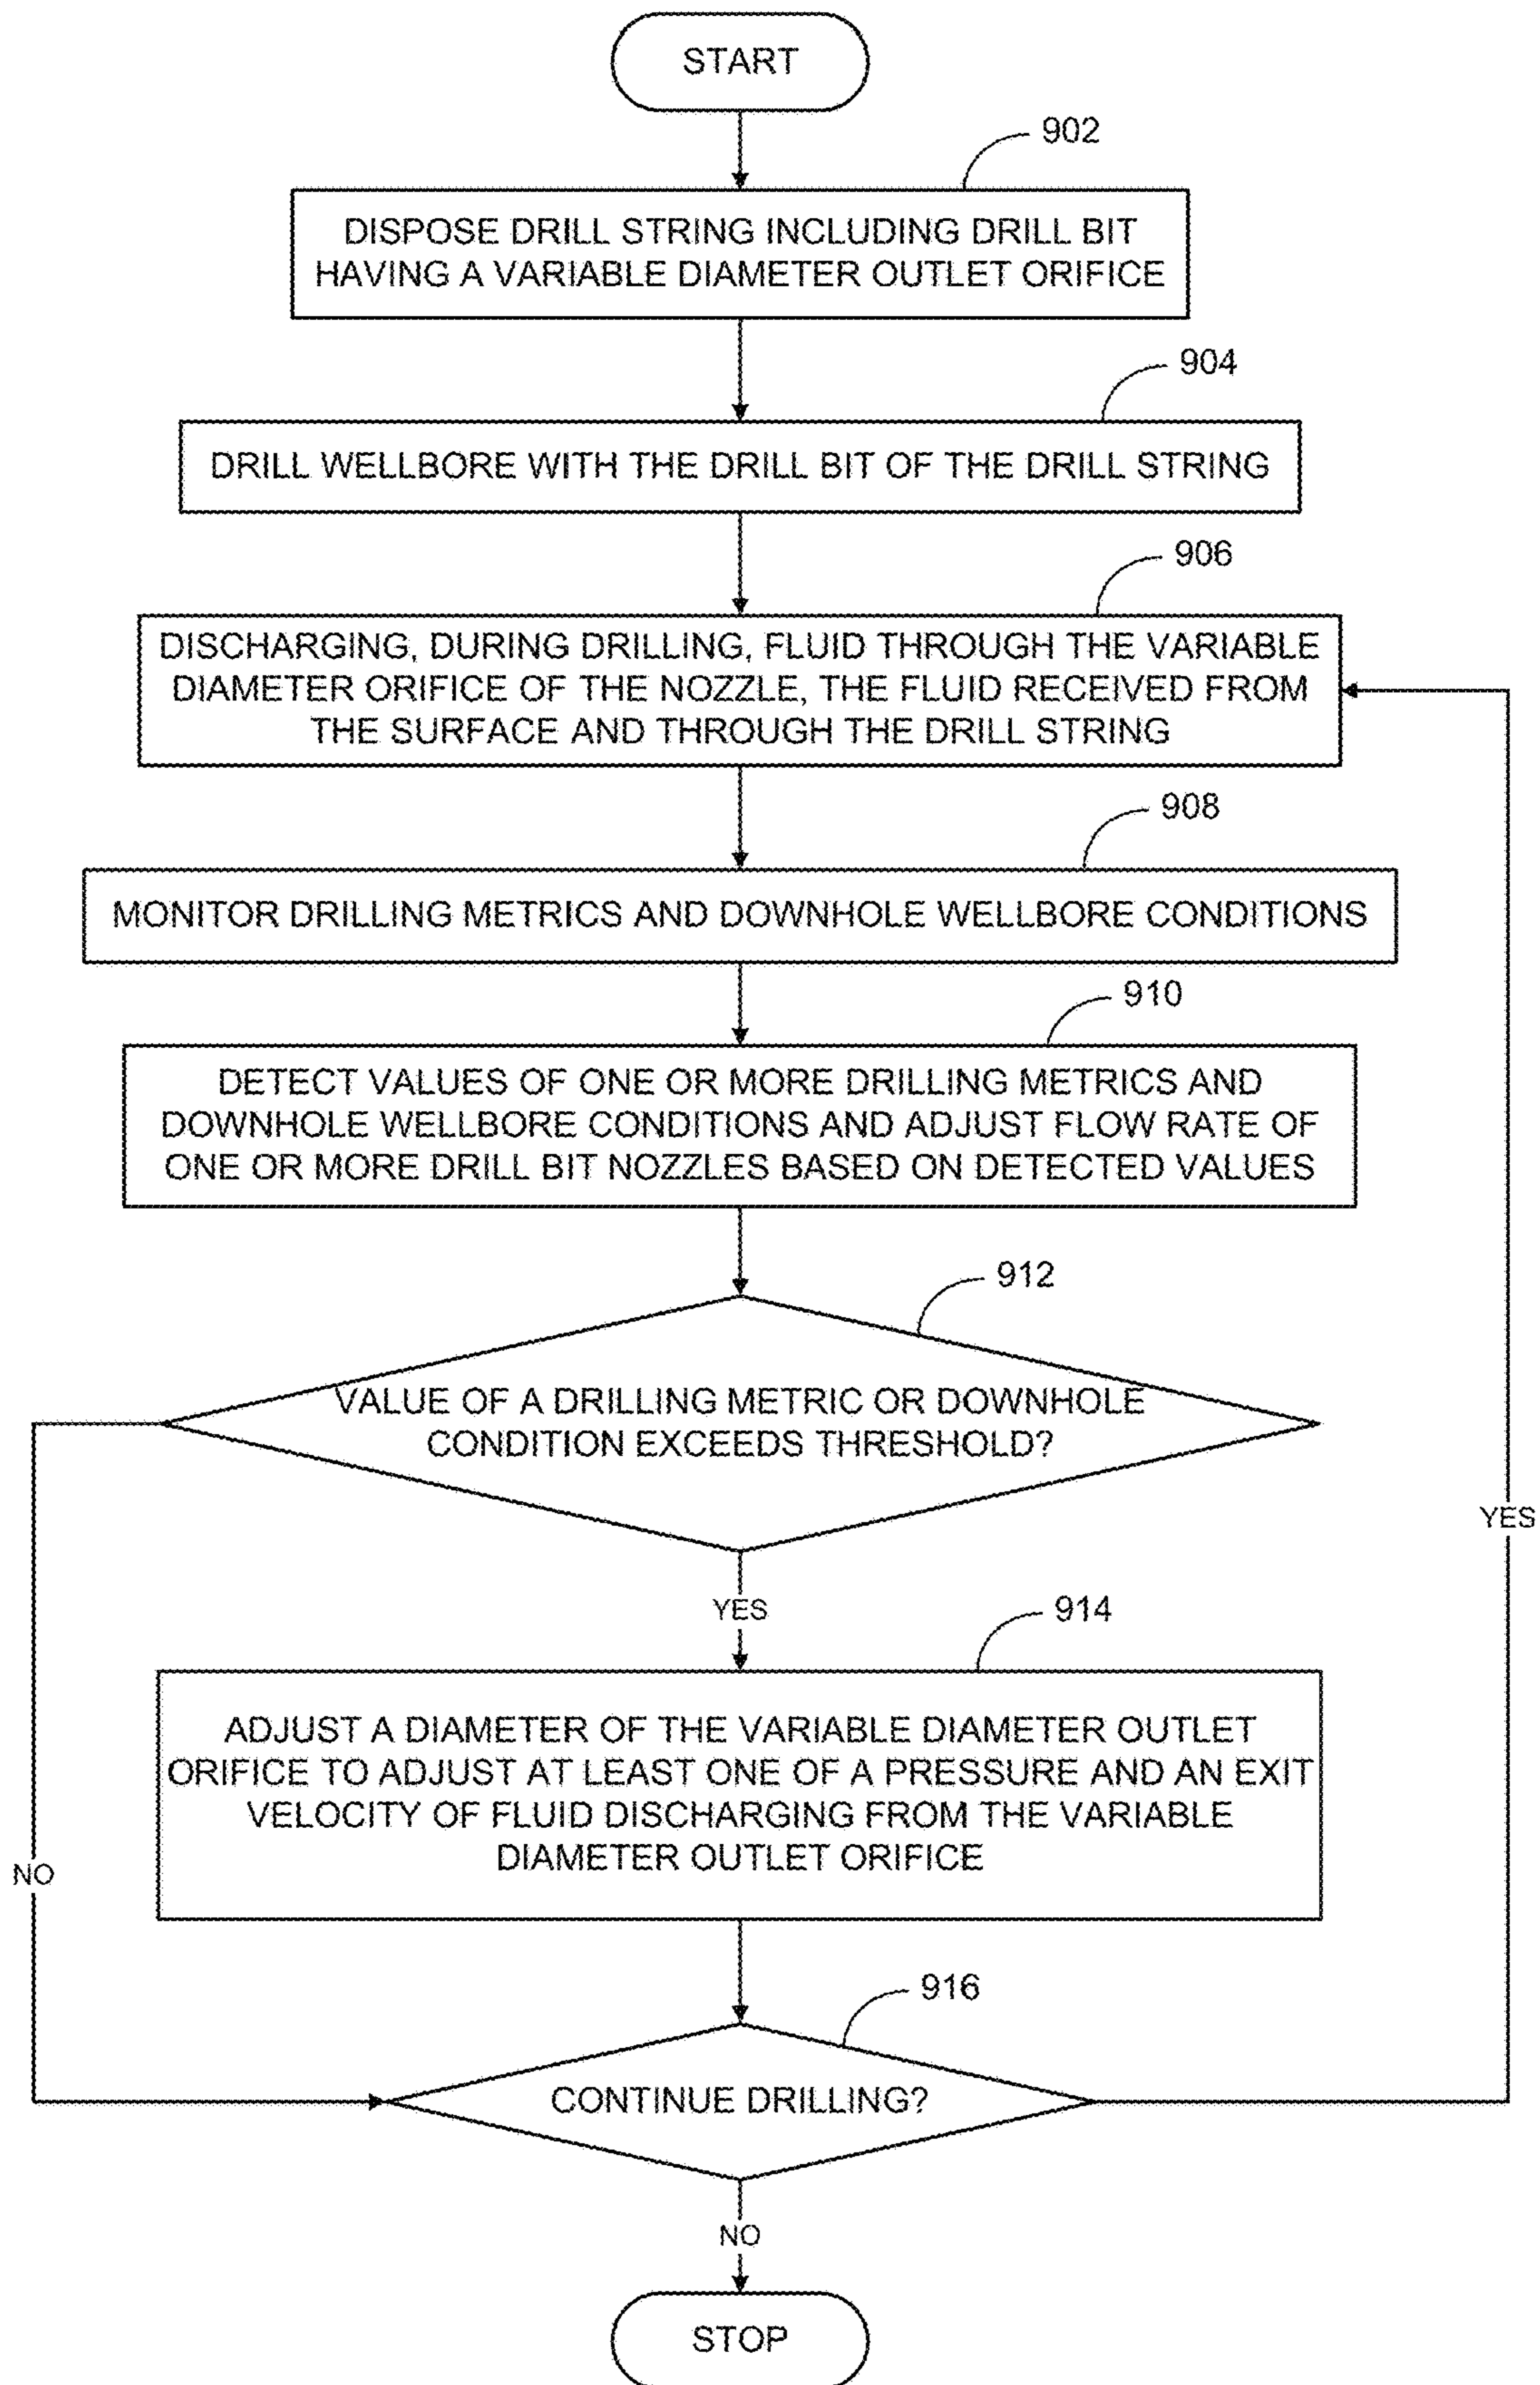 START
902
DISPOSE DRILL STRING INCLUDING DRILL BIT
HAVING A VARIABLE DIAMETER OUTLET ORIFICE
904
DRILL WELLBORE WITH THE DRILL BIT OF THE DRILL STRING
906
DISCHARGING, DURING DRILLING, FLUID THROUGH THE VARIABLE
DIAMETER ORIFICE OF THE NOZZLE, THE FLUID RECEIVED FROM
THE SURFACE AND THROUGH THE DRILL STRING
908
MONITOR DRILLING METRICS AND DOWNHOLE WELLBORE CONDITIONS
910
DETECT VALUES OF ONE OR MORE DRILLING METRICS AND
DOWNHOLE WELLBORE CONDITIONS AND ADJUST FLOW RATE OF
ONE OR MORE DRILL BIT NOZZLES BASED ON DETECTED VALUES
912
VALUE OF A DRILLING METRIC OR DOWNHOLE
CONDITION EXCEEDS THRESHOLD?
YES
YES
914
ADJUST A DIAMETER OF THE VARIABLE DIAMETER OUTLET
ORIFICE TO ADJUST AT LEAST ONE OF A PRESSURE AND AN EXIT
VELOCITY OF FLUID DISCHARGING FROM THE VARIABLE
DIAMETER OUTLET ORIFICE
NO
916
CONTINUE DRILLING?
NO
STOP